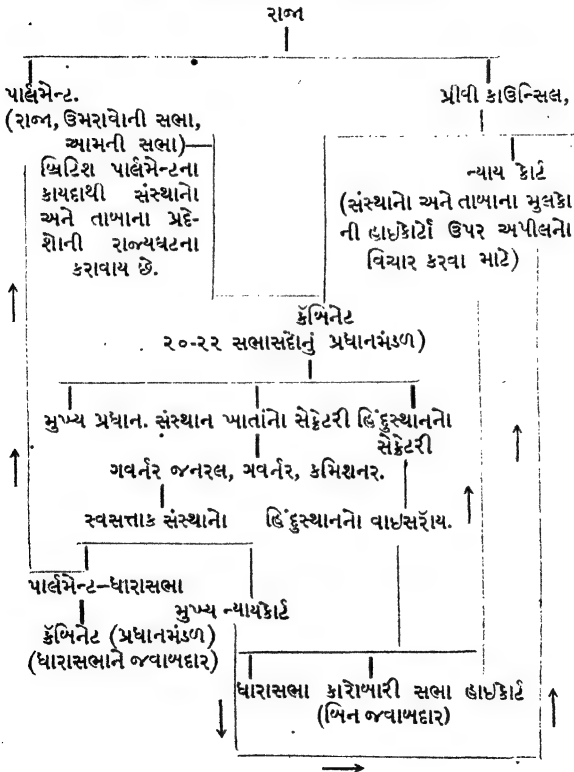 રાજા
પાર્લમેન્ટ.
(રાજા, ઉમરાવોની સભા,
આમની સભા)
બ્રિટિશ પાર્લમેન્ટના
કાયદાથી સંસ્થાનો
અને તાબાના પ્રદે-
શોની રાજ્યઘટના
કરાવાય છે.
પ્રીવી કાઉન્સિલ,
ન્યાય કોર્ટ
(સંસ્થાનો અને તાબાના મુલકો
ની હાઇકોર્ટો ઉપર અપીલનો
વિચાર કરવા માટે)
કૅબિનેટ
૨૦-૨૨ સભાસદોનું પ્રધાનમંડળ)
મુખ્ય પ્રધાન. સંસ્થાન ખાતાંનો સેક્રેટરી હિંદુસ્થાનનો
સેક્રેટરી
ગવર્નર જનરલ, ગવર્નર, કમિશનર.
સ્વસત્તાક સંસ્થાનો હિંદુસ્થાનનો વાઇસરૉય.
પાર્લમેન્ટ–ધારાસભા
મુખ્ય ન્યાયકોર્ટ
કૅબિનેટ (પ્રધાનમંડળ)
(ધારાસભાને જવાબદાર)
ધારાસભા કારોબારી સભા હાઇકોર્ટ
(બિન જવાબદાર)